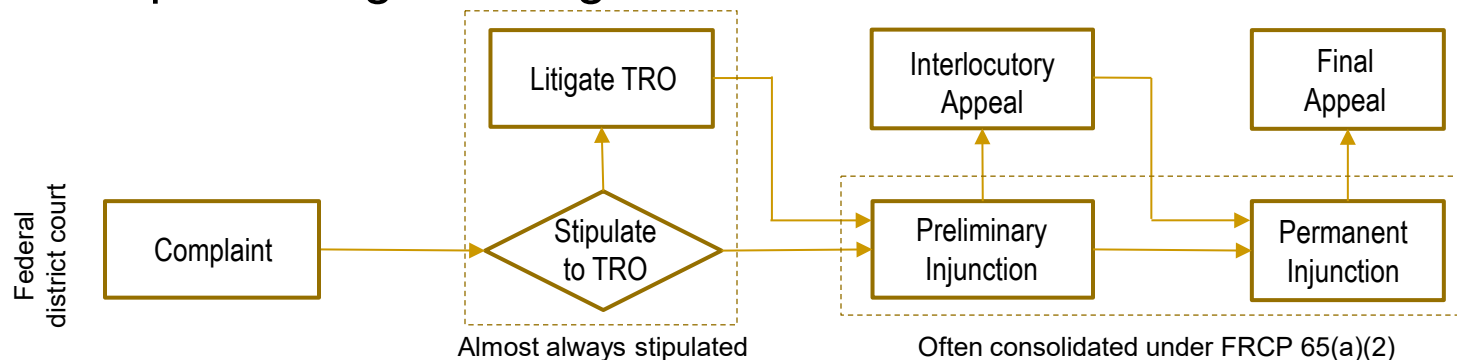 Litigate TRO
Interlocutory
Appeal
Final
Appeal
Federal
district court
Complaint
Stipulate
to TRO
Preliminary
Injunction
Permanent
Injunction
Almost always stipulated
Often consolidated under FRCP 65(a)(2)